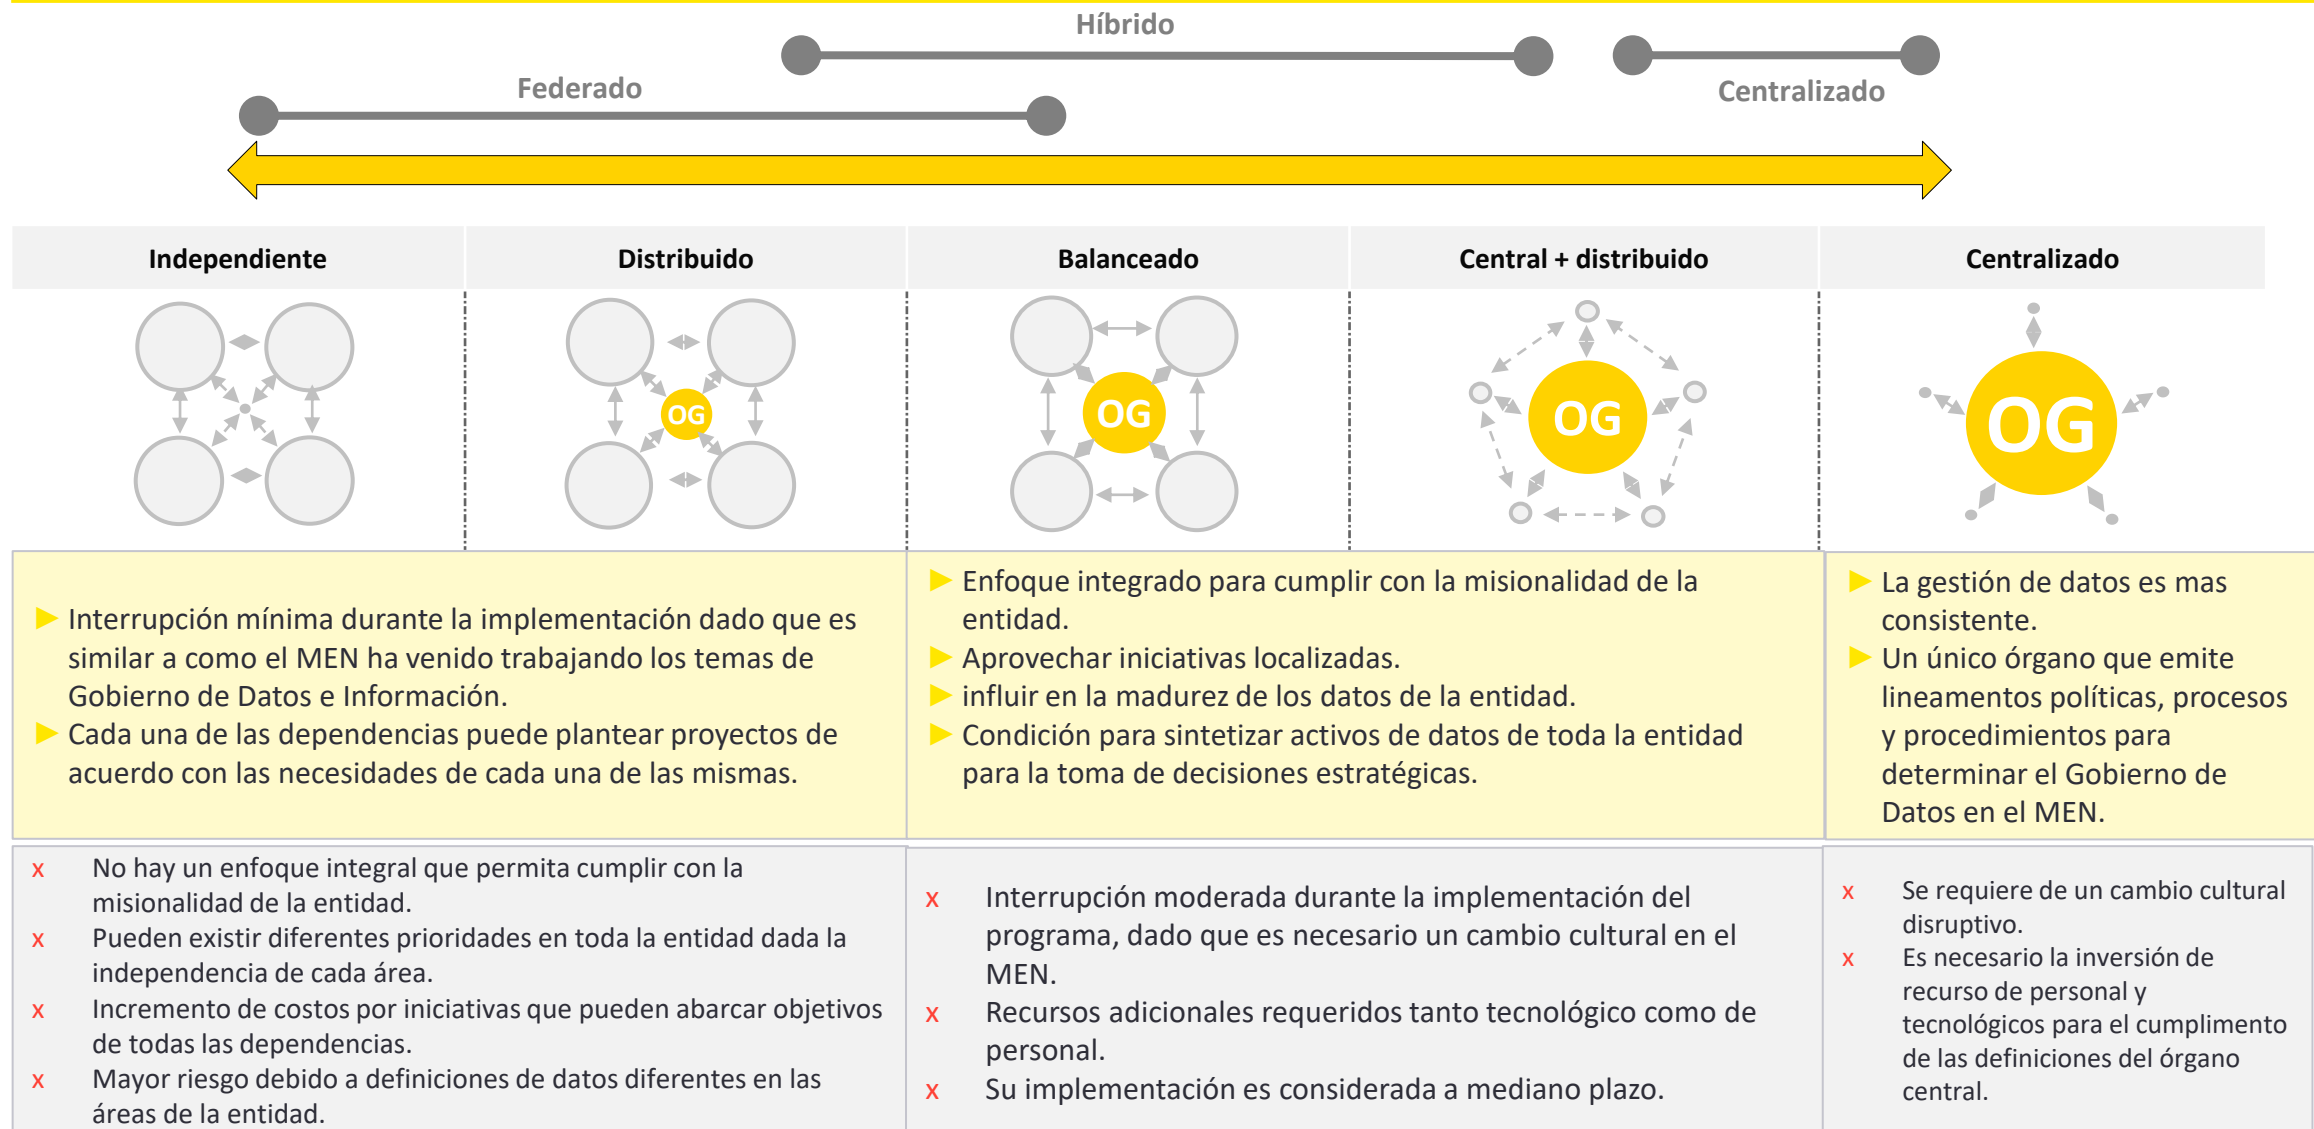 Híbrido
Federado
Centralizado
Independiente
Distribuido
Balanceado
Central + distribuido
Centralizado
OG
OG
OG
OG
► Interrupción mínima durante la implementación dado que es
similar a como el MEN ha venido trabajando los temas de
Gobierno de Datos e Información.
► Cada una de las dependencias puede plantear proyectos de
acuerdo con las necesidades de cada una de las mismas.
► Enfoque integrado para cumplir con la misionalidad de la
entidad.
► Aprovechar iniciativas localizadas.
► influir en la madurez de los datos de la entidad.
► Condición para sintetizar activos de datos de toda la entidad
para la toma de decisiones estratégicas.
► La gestión de datos es mas
consistente.
► Un único órgano que emite
lineamentos políticas, procesos
y procedimientos para
determinar el Gobierno de
Datos en el MEN.
x No hay un enfoque integral que permita cumplir con la
misionalidad de la entidad.
x Pueden existir diferentes prioridades en toda la entidad dada la
independencia de cada área.
x Incremento de costos por iniciativas que pueden abarcar objetivos
de todas las dependencias.
x Mayor riesgo debido a definiciones de datos diferentes en las
áreas de la entidad.
x Interrupción moderada durante la implementación del
programa, dado que es necesario un cambio cultural en el
MEN.
x Recursos adicionales requeridos tanto tecnológico como de
personal.
x Su implementación es considerada a mediano plazo.
x Se requiere de un cambio cultural
disruptivo.
x Es necesario la inversión de
recurso de personal y
tecnológicos para el cumplimento
de las definiciones del órgano
central.